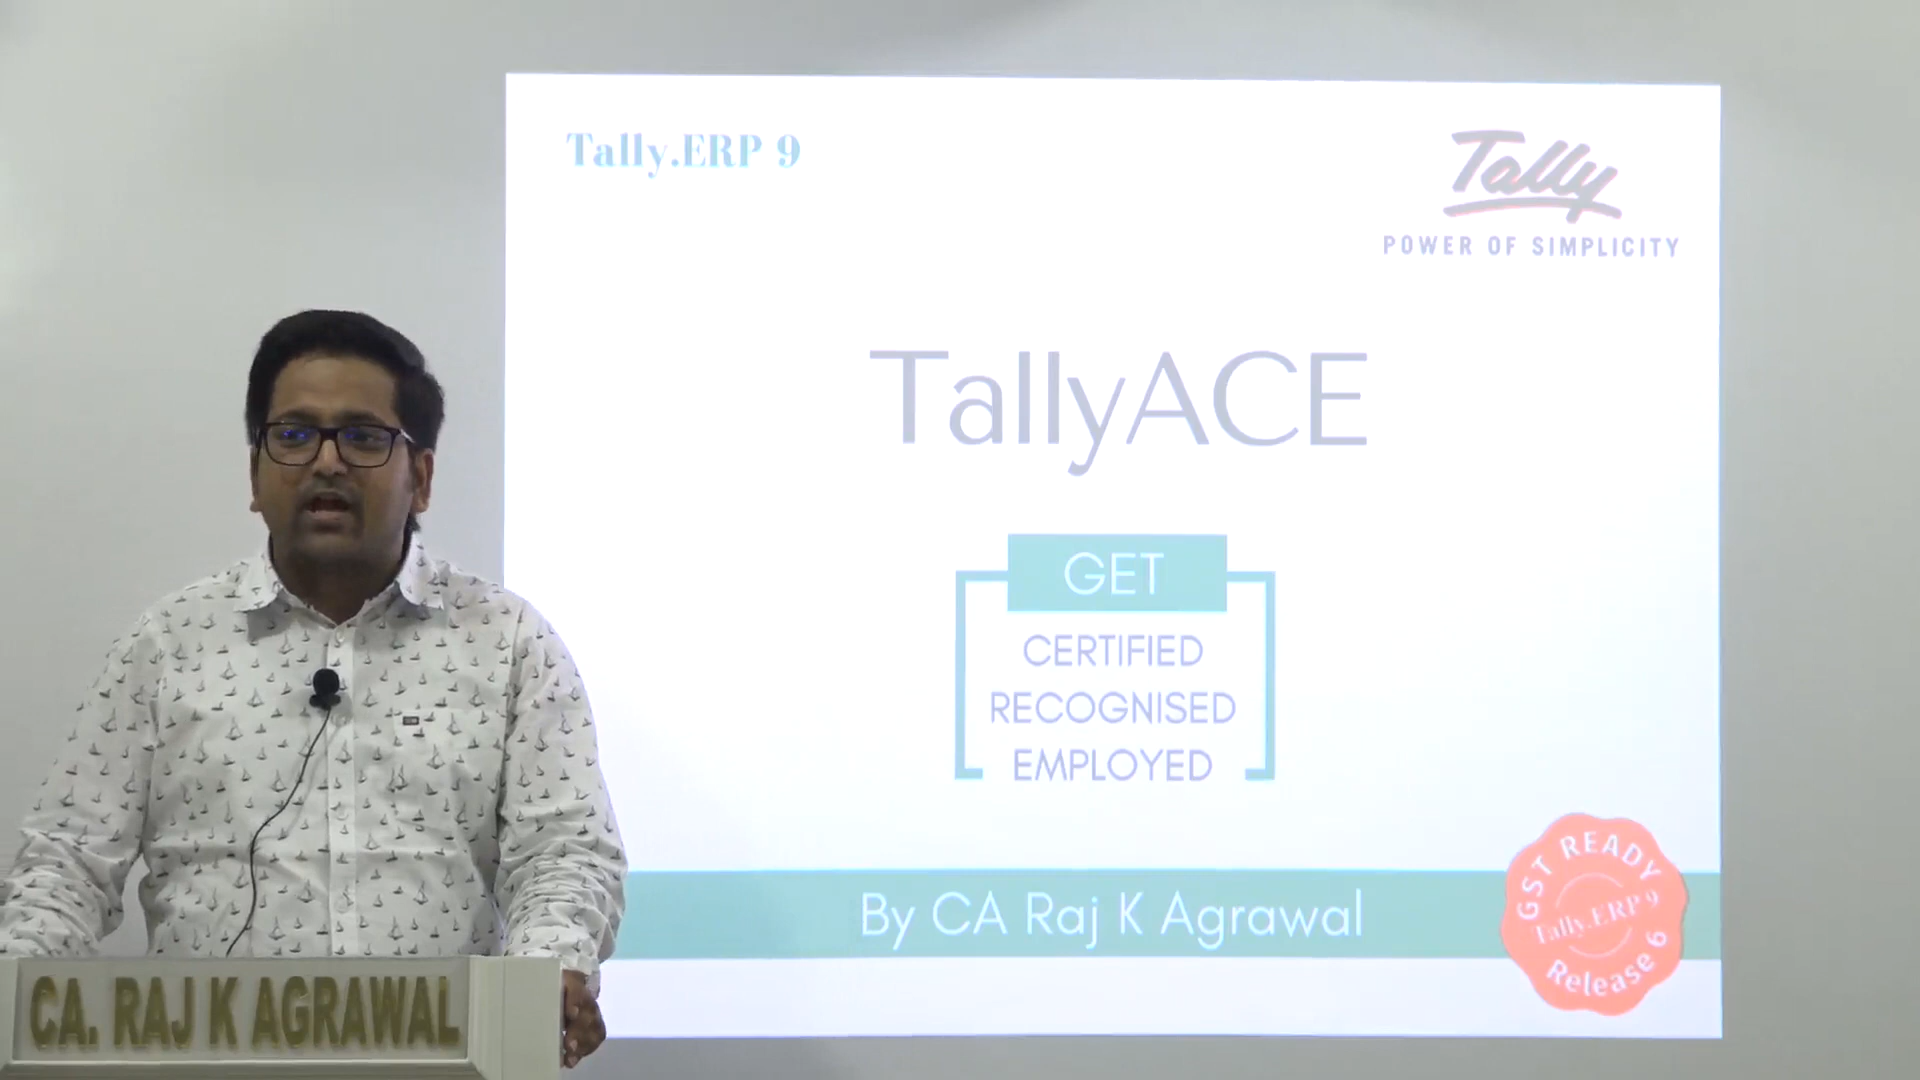 Tally.ERP 9
Tally
POWER OF SIMPLICITY
TallyACE
GET
CERTIFIED
RECOGNISED
EMPLOYED
By CA Raj K Agrawal
GST READY
Tally.ERP 9
Release 6
CA. RAJ K AGRAWAL